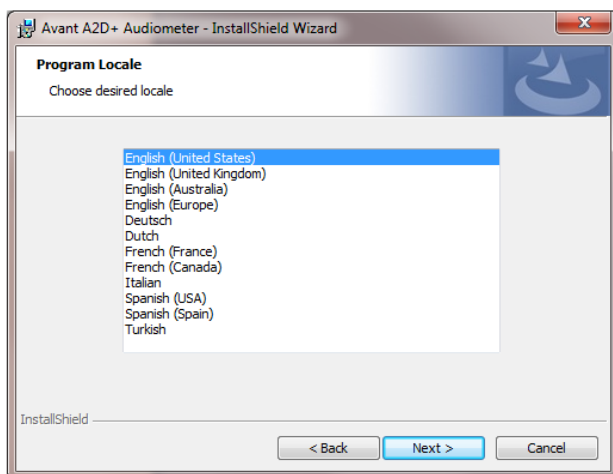 Avant A2D+ Audiometer - InstallShield Wizard
Program Locale
Choose desired locale
English (United States)
English (United Kingdom)
English (Australia)
English (Europe)
Deutsch
Dutch
French (France)
French (Canada)
Italian
Spanish (USA)
Spanish (Spain)
Turkish
InstallShield
< Back Next > Cancel